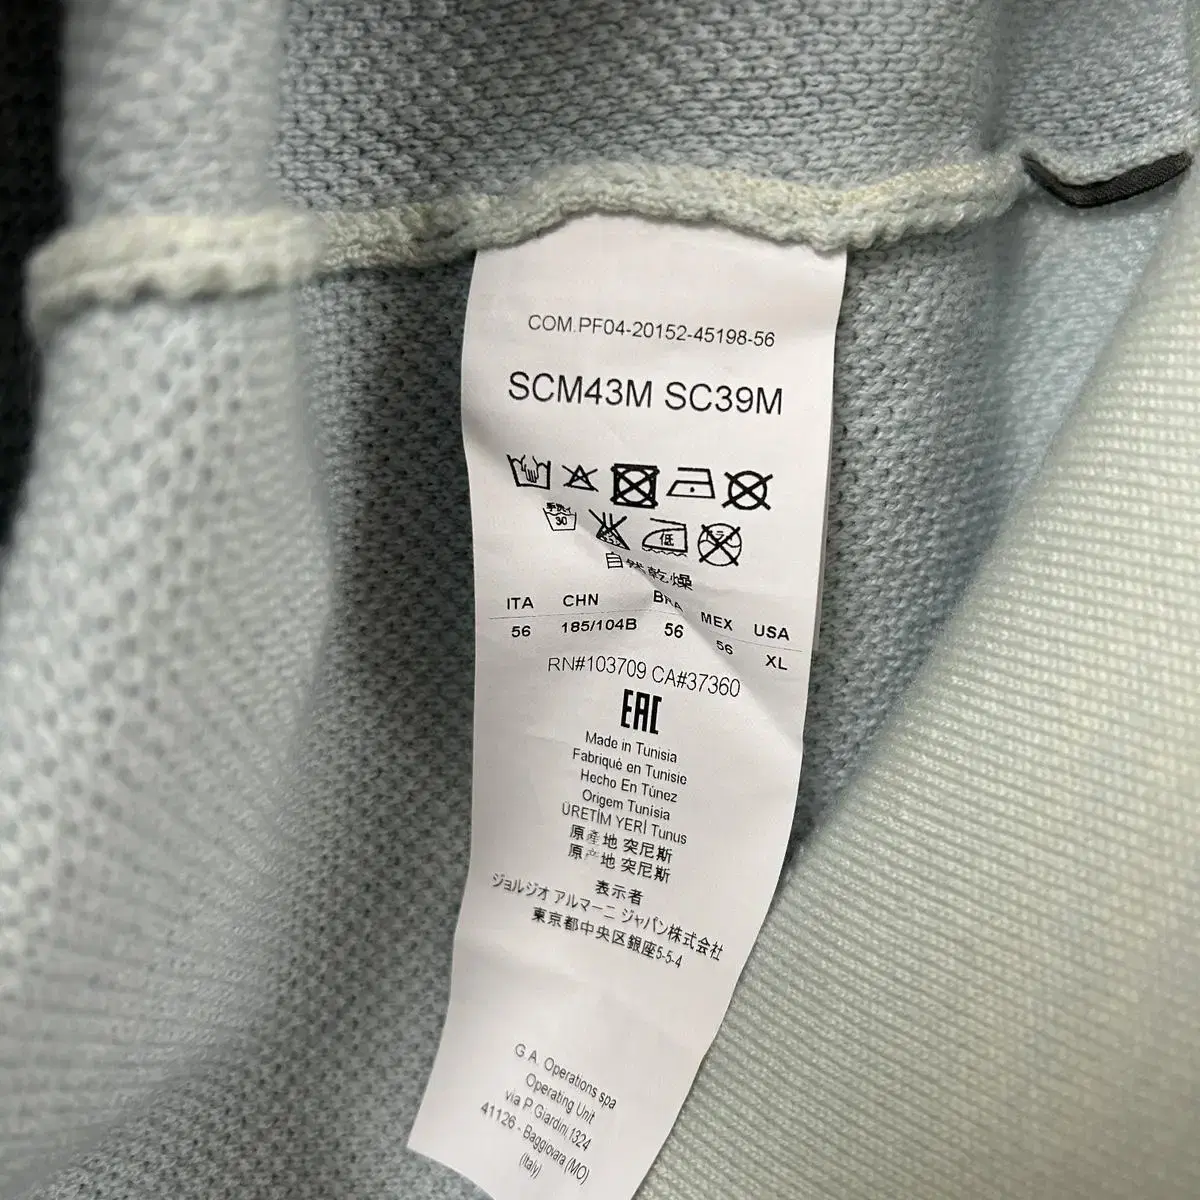 COM.PF04-20152-45198-56
SCM43M SC39M
手洗イ
30
低
自然乾燥
ITA CHN BRA MEX USA
56 185/104B 56 56 XL
RN#103709 CA#37360
EAC
Made in Tunisia
Fabriqué en Tunisie
Hecho En Túnez
Origem Tunísia
ÜRETİM YERİ Tunus
原產地 突尼斯
原产地 突尼斯
表示者
ジョルジオ アルマーニ ジャパン株式会社
東京都中央区銀座5-5-4
G.A. Operations spa
Operating Unit
via P.Giardini,1324
41126 - Baggiovara (MO)
(Italy)